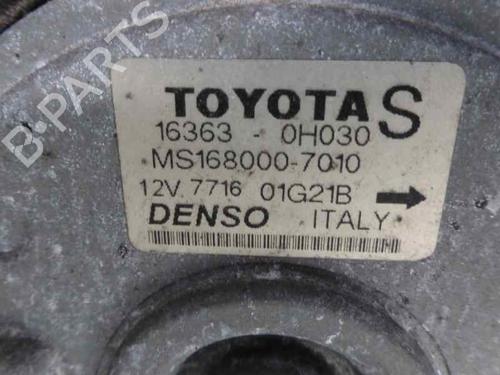 B-PARTS
TOYOTA S
16363 - 0H030
MS168000-7010
12V. 7716 01G21B
DENSO ITALY